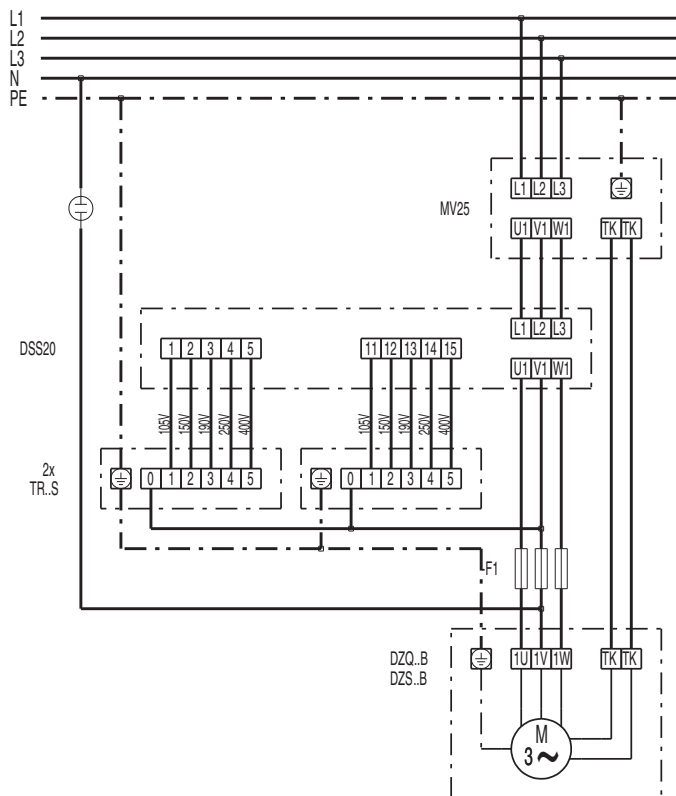 L1
L2
L3
N
PE
L1 L2 L3
MV25
U1 V1 W1 TK TK
L1 L2 L3
DSS20
1 2 3 4 5
11 12 13 14 15
U1 V1 W1
105V 150V 190V 250V 400V
105V 150V 190V 250V 400V
2x
TR..S
0 1 2 3 4 5
0 1 2 3 4 5
F1
DZQ..B
DZS..B
1U 1V 1W TK TK
M
3 ~